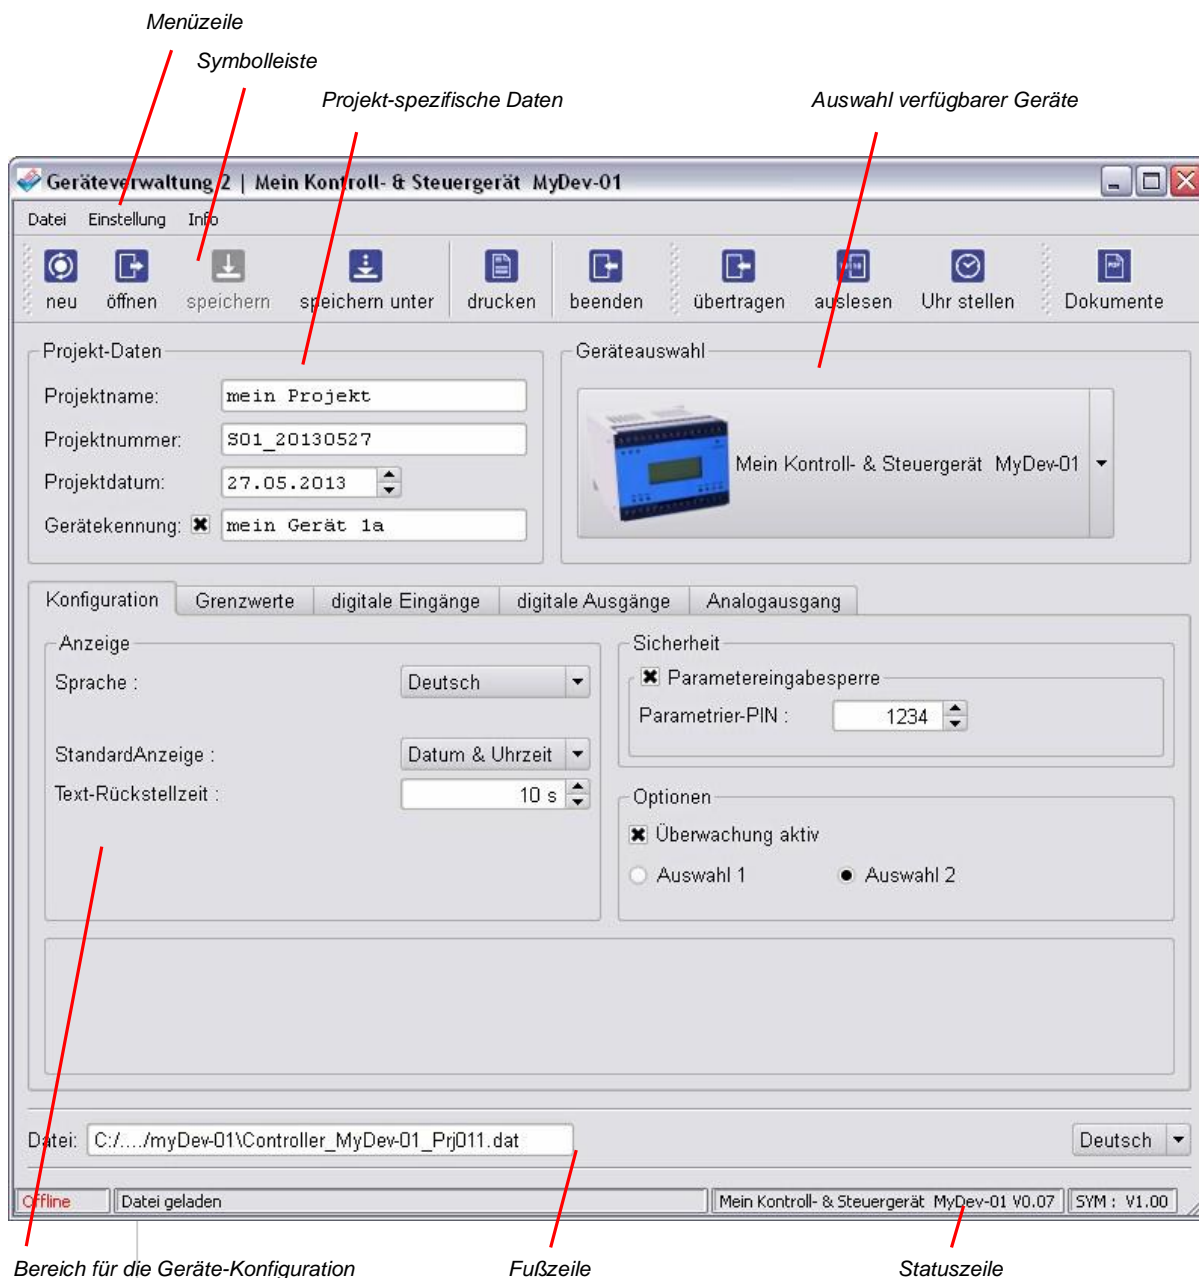 Menüzeile
Symbolleiste
Projekt-spezifische Daten
Auswahl verfügbarer Geräte
Geräteverwaltung 2 | Mein Kontroll- & Steuergerät MyDev-01
Datei Einstellung Info
neu öffnen speichern speichern unter drucken beenden übertragen auslesen Uhr stellen Dokumente
Projekt-Daten
Projektname: mein Projekt
Projektnummer: S01_20130527
Projektdatum: 27.05.2013
Gerätekennung: mein Gerät 1a
Geräteauswahl
Mein Kontroll- & Steuergerät MyDev-01
Konfiguration Grenzwerte digitale Eingänge digitale Ausgänge Analogausgang
Anzeige
Sprache : Deutsch
StandardAnzeige : Datum & Uhrzeit
Text-Rückstellzeit : 10 s
Sicherheit
Parametereingabesperre
Parametrier-PIN : 1234
Optionen
Überwachung aktiv
Auswahl 1 Auswahl 2
Datei: C:/..../myDev-01\Controller_MyDev-01_Prj011.dat Deutsch
Offline Datei geladen Mein Kontroll- & Steuergerät MyDev-01 V0.07 SYM : V1.00
Bereich für die Geräte-Konfiguration
Fußzeile
Statuszeile